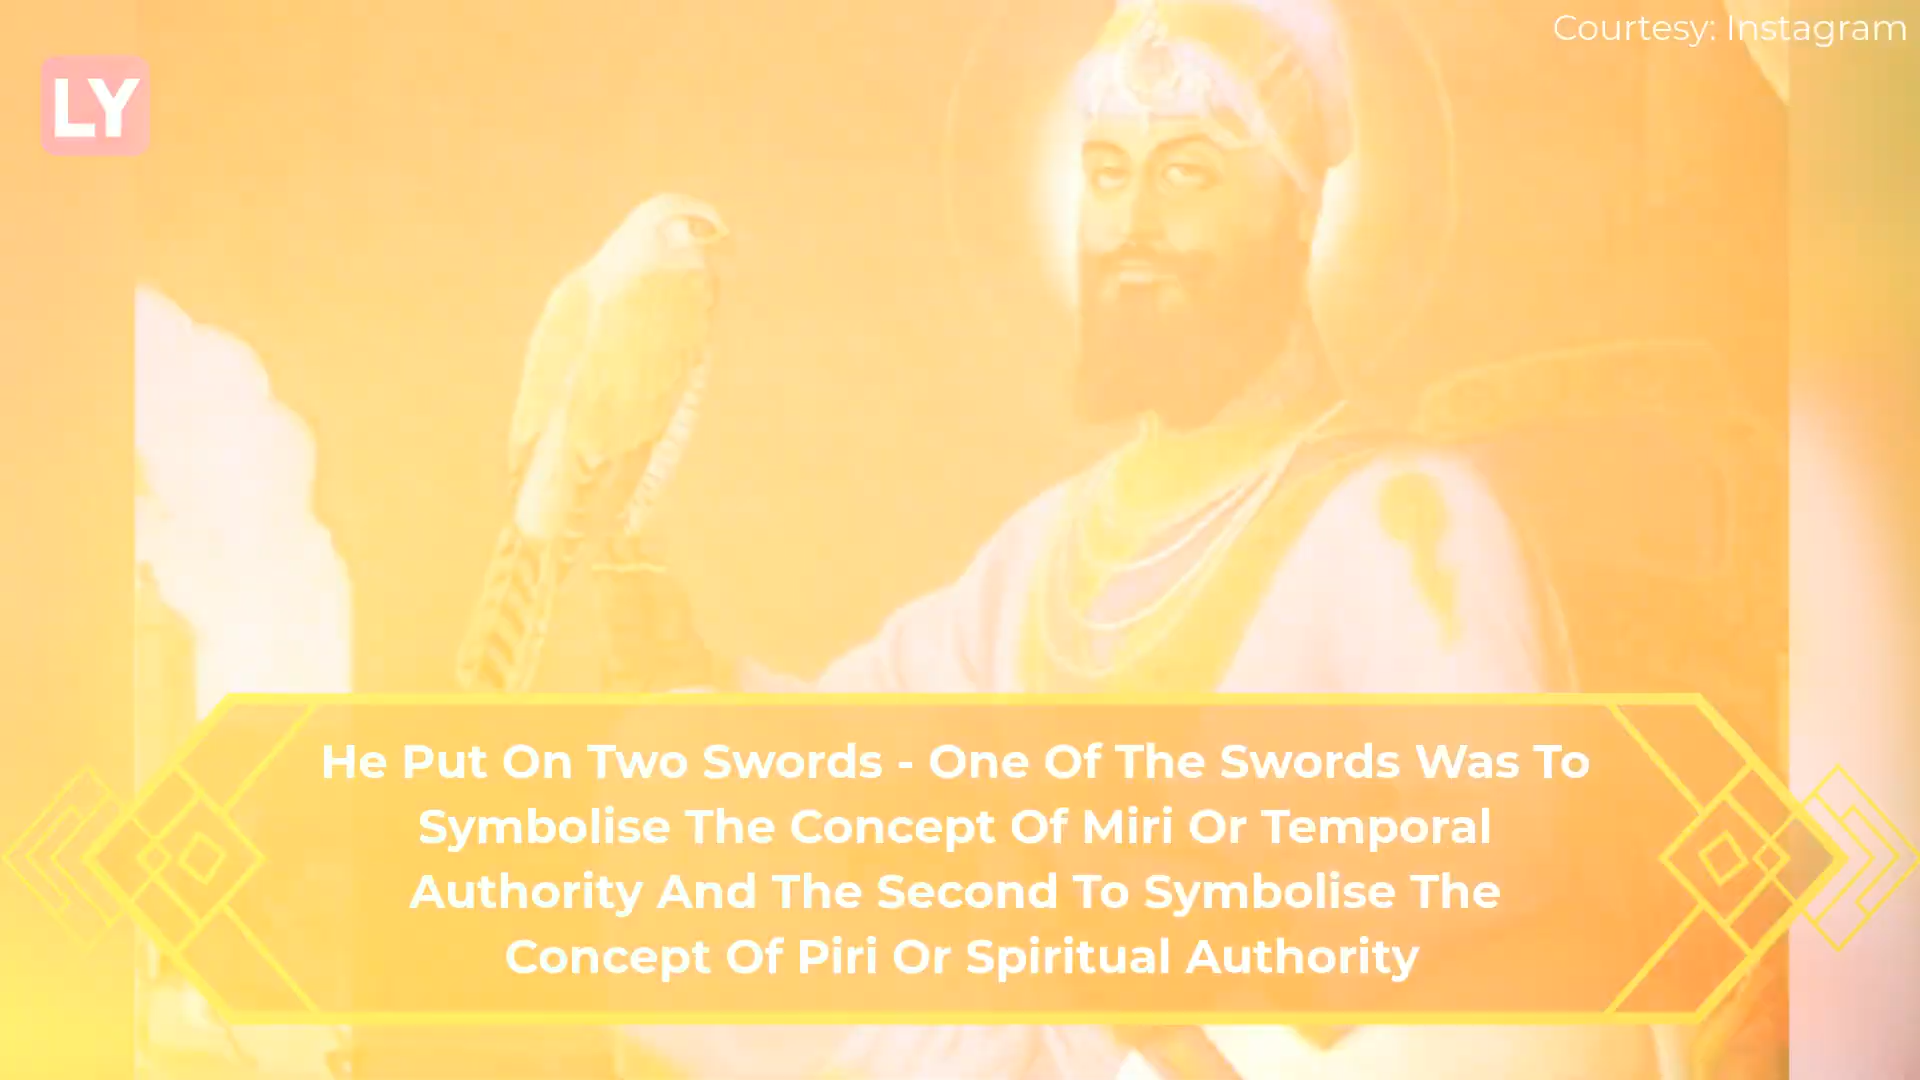 Courtesy: Instagram
LY
He Put On Two Swords - One Of The Swords Was To
Symbolise The Concept Of Miri Or Temporal
Authority And The Second To Symbolise The
Concept Of Piri Or Spiritual Authority